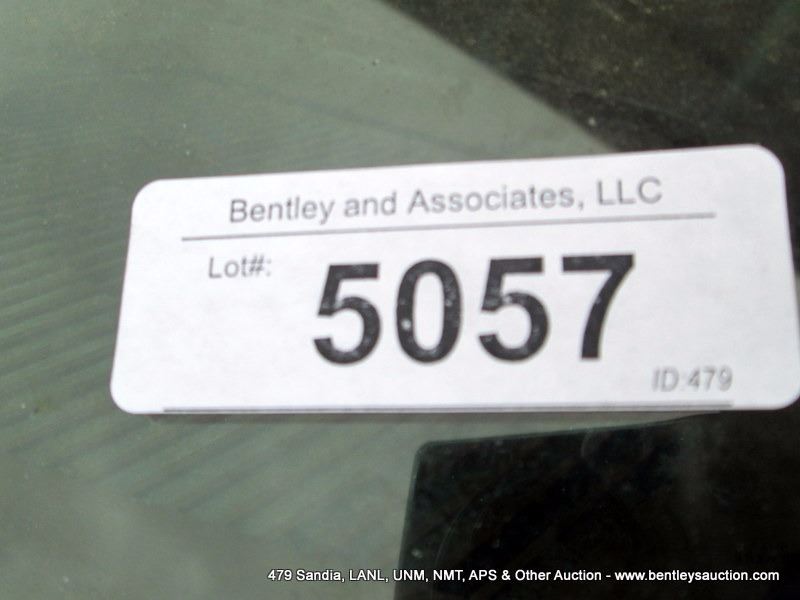 Bentley and Associates, LLC
Lot#:
5057
ID:479
479 Sandia, LANL, UNM, NMT, APS & Other Auction - www.bentleysauction.com